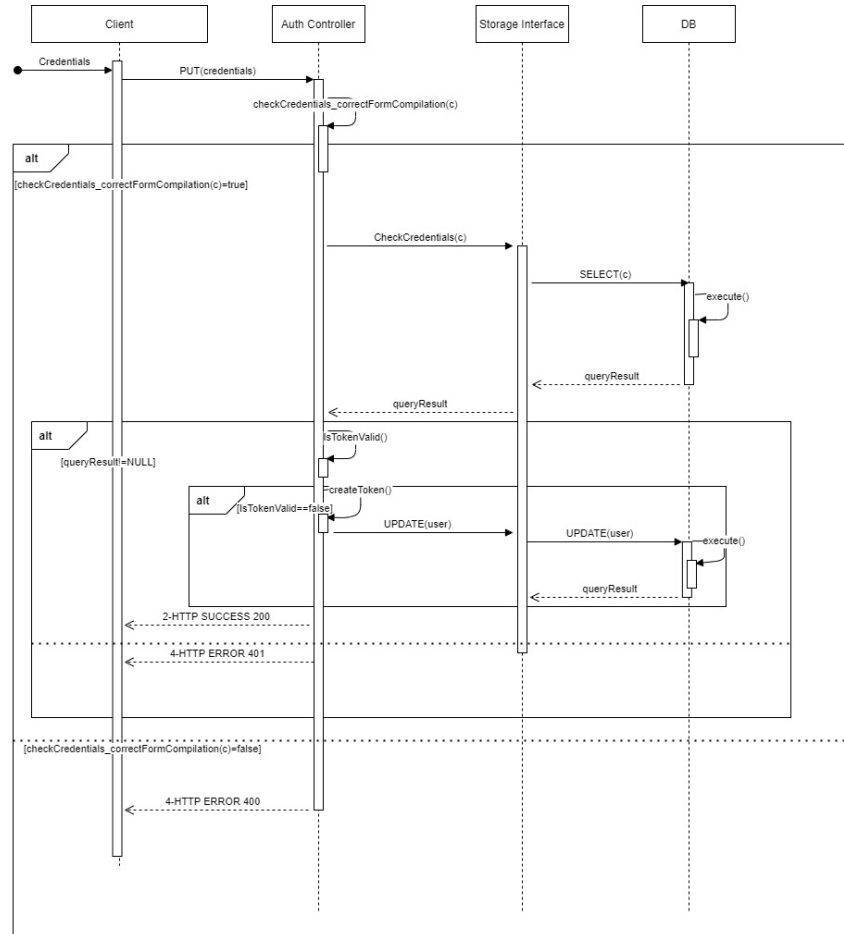 Client
Auth Controller
Storage Interface
DB
Credentials
PUT(credentials)
checkCredentials_correctFormCompilation(c)
alt
[checkCredentials_correctFormCompilation(c)=true]
CheckCredentials(c)
SELECT(c)
execute()
queryResult
queryResult
alt
IsTokenValid()
[queryResult!=NULL]
createToken()
alt
[IsTokenValid==false]
UPDATE(user)
UPDATE(user)
execute()
queryResult
2-HTTP SUCCESS 200
4-HTTP ERROR 401
[checkCredentials_correctFormCompilation(c)=false]
4-HTTP ERROR 400